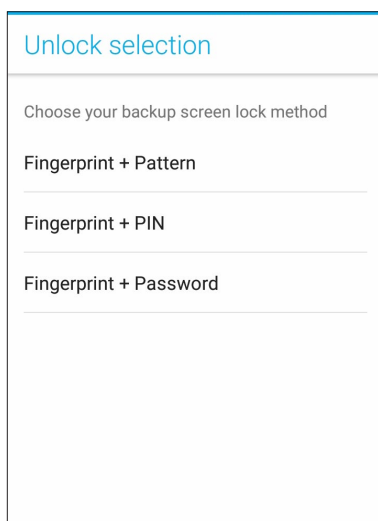 Unlock selection
Choose your backup screen lock method
Fingerprint + Pattern
Fingerprint + PIN
Fingerprint + Password